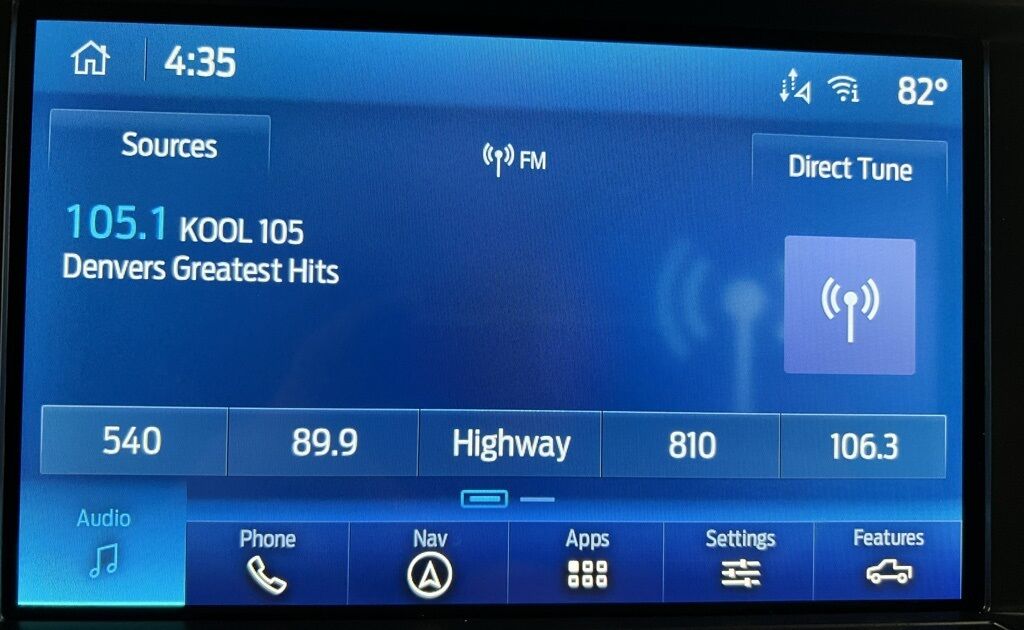 4:35
82°
Sources
FM
Direct Tune
105.1 KOOL 105
Denvers Greatest Hits
540 89.9 Highway 810 106.3
Audio Phone Nav Apps Settings Features